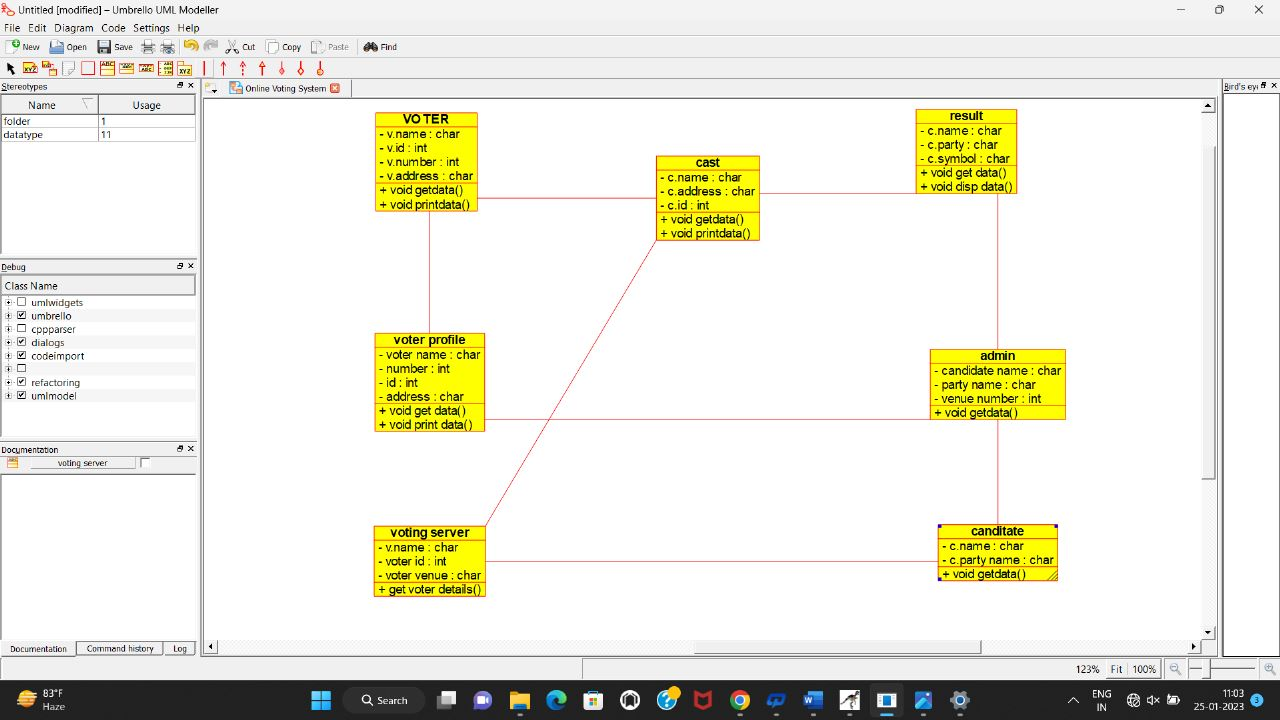 Untitled [modified] – Umbrello UML Modeller
File Edit Diagram Code Settings Help
New Open Save Cut Copy Paste Find
Stereotypes
Name Usage
folder 1
datatype 11
Debug
Class Name
umlwidgets
umbrello
cppparser
dialogs
codeimport
refactoring
umlmodel
Documentation
voting server
Documentation Command history Log
Online Voting System
Bird's eye
VOTER
- v.name : char
- v.id : int
- v.number : int
- v.address : char
+ void getdata()
+ void printdata()
cast
- c.name : char
- c.address : char
- c.id : int
+ void getdata()
+ void printdata()
result
- c.name : char
- c.party : char
- c.symbol : char
+ void get data()
+ void disp data()
voter profile
- voter name : char
- number : int
- id : int
- address : char
+ void get data()
+ void print data()
admin
- candidate name : char
- party name : char
- venue number : int
+ void getdata()
voting server
- v.name : char
- voter id : int
- voter venue : char
+ get voter details()
canditate
- c.name : char
- c.party name : char
+ void getdata()
123% Fit 100%
83°F
Haze
Search
ENG
IN
11:03
25-01-2023
3